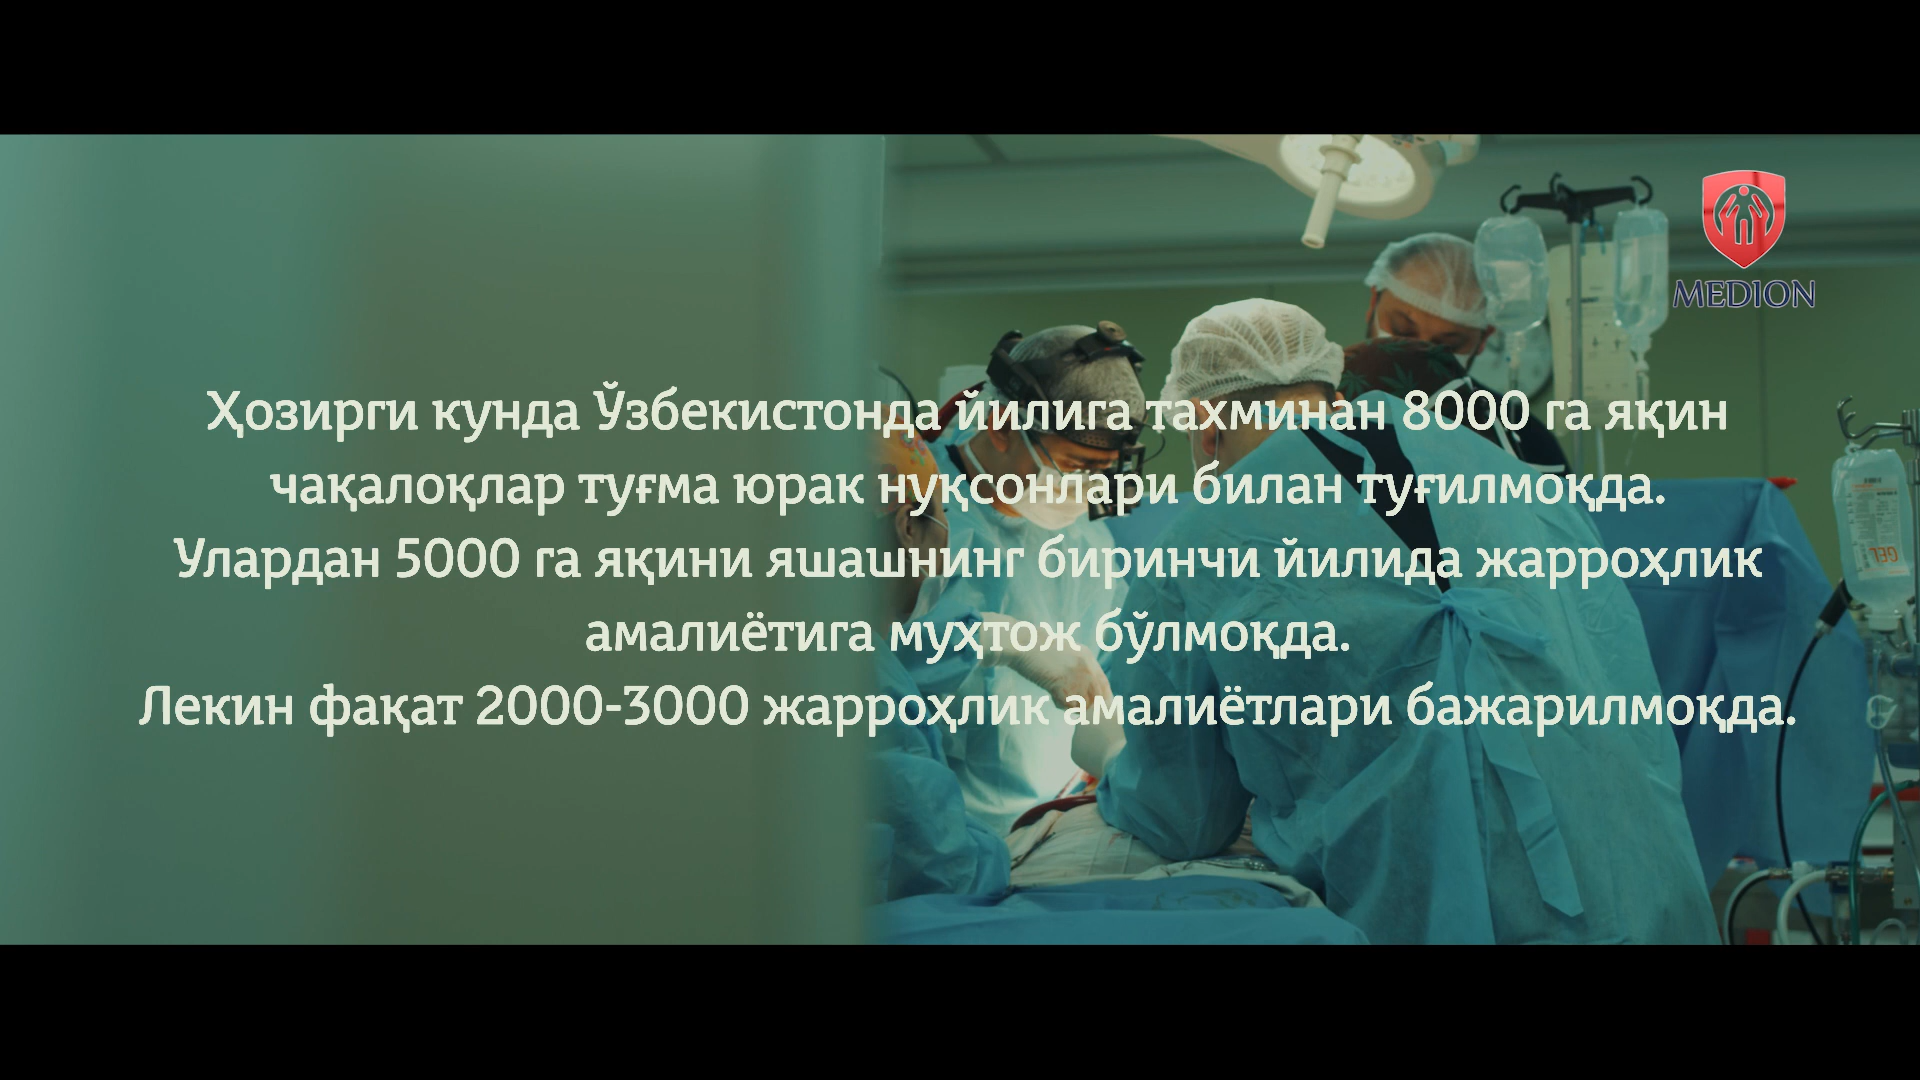 MEDION
Ҳозирги кунда Ўзбекистонда йилига тахминан 8000 га яқин
чақалоқлар туғма юрак нуқсонлари билан туғилмоқда.
Улардан 5000 га яқини яшашнинг биринчи йилида жарроҳлик
амалиётига муҳтож бўлмоқда.
Лекин фақат 2000-3000 жарроҳлик амалиётлари бажарилмоқда.